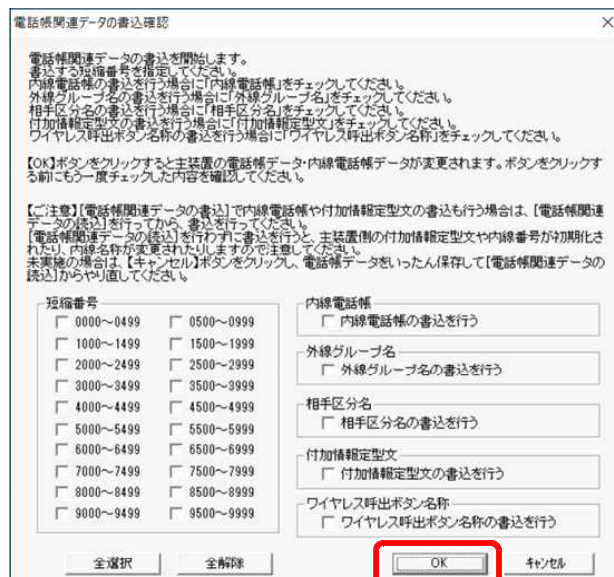 電話帳関連データの書込確認
電話帳関連データの書込を開始します。
書込する短縮番号を指定してください。
内線電話帳の書込を行う場合に「内線電話帳」をチェックしてください。
外線グループ名の書込を行う場合に「外線グループ名」をチェックしてください。
相手区分名の書込を行う場合に「相手区分名」をチェックしてください。
付加情報定型文の書込を行う場合に「付加情報定型文」をチェックしてください。
ワイヤレス呼出ボタン名称の書込を行う場合に「ワイヤレス呼出ボタン名称」をチェックしてください。
【OK】ボタンをクリックすると主装置の電話帳データ・内線電話帳データが変更されます。ボタンをクリックす
る前にもう一度チェックした内容を確認してください。
【ご注意】[電話帳関連データの書込]で内線電話帳や付加情報定型文の書込も行う場合は、[電話帳関連
データの読込]を行ってから、書込を行ってください。
[電話帳関連データの読込]を行わずに書込を行うと、主装置側の付加情報定型文や内線番号が初期化さ
れたり、内線名称が変更されたりしますので注意してください。
未実施の場合は、【キャンセル】ボタンをクリックし、電話帳データをいったん保存して[電話帳関連データの
読込]からやり直してください。
短縮番号
0000～0499 0500～0999
1000～1499 1500～1999
2000～2499 2500～2999
3000～3499 3500～3999
4000～4499 4500～4999
5000～5499 5500～5999
6000～6499 6500～6999
7000～7499 7500～7999
8000～8499 8500～8999
9000～9499 9500～9999
内線電話帳
内線電話帳の書込を行う
外線グループ名
外線グループ名の書込を行う
相手区分名
相手区分名の書込を行う
付加情報定型文
付加情報定型文の書込を行う
ワイヤレス呼出ボタン名称
ワイヤレス呼出ボタン名称の書込を行う
全選択 全解除 OK キャンセル